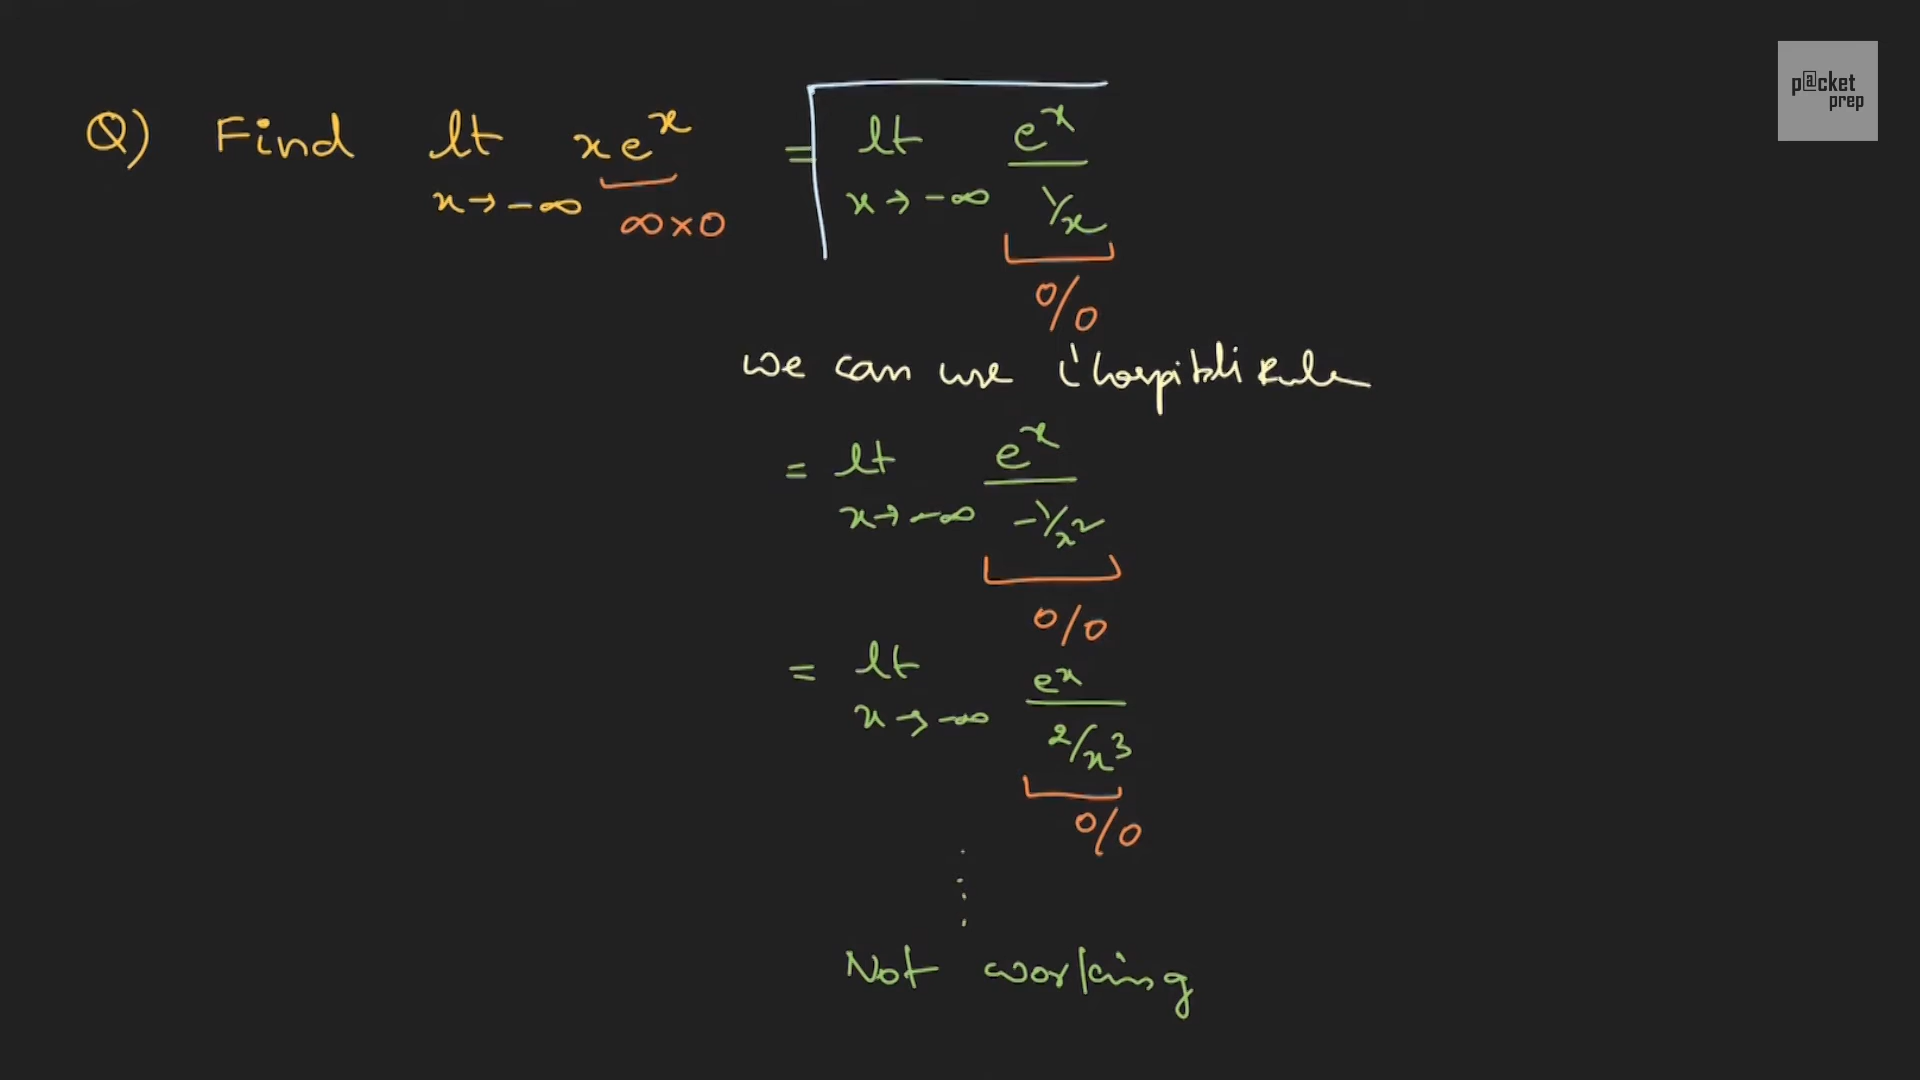 p@cket
prep
Q) Find lt x→-∞ xe^x = lt x→-∞ e^x / 1/x
∞×0
0/0
we can use l'hospitali Rule
= lt x→-∞ e^x / -1/x²
0/0
= lt x→-∞ e^x / 2/x³
0/0
Not working